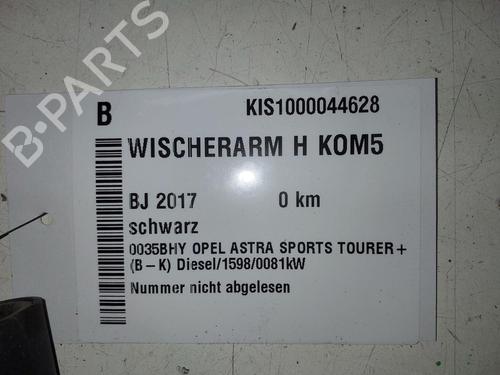 B·PARTS
B
KIS1000044628
WISCHERARM H KOM5
BJ 2017 0 km
schwarz
0035BHY OPEL ASTRA SPORTS TOURER+
(B – K) Diesel/1598/0081kW
Nummer nicht abgelesen